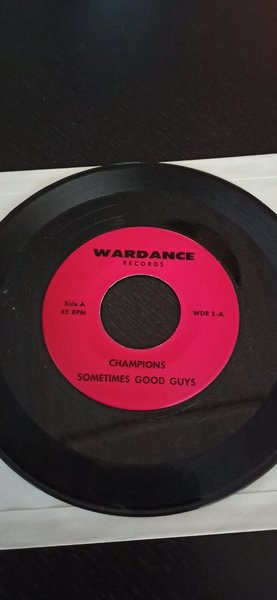 WARDANCE
RECORDS
Side A
45 RPM
WDR 2-A
CHAMPIONS
SOMETIMES GOOD GUYS